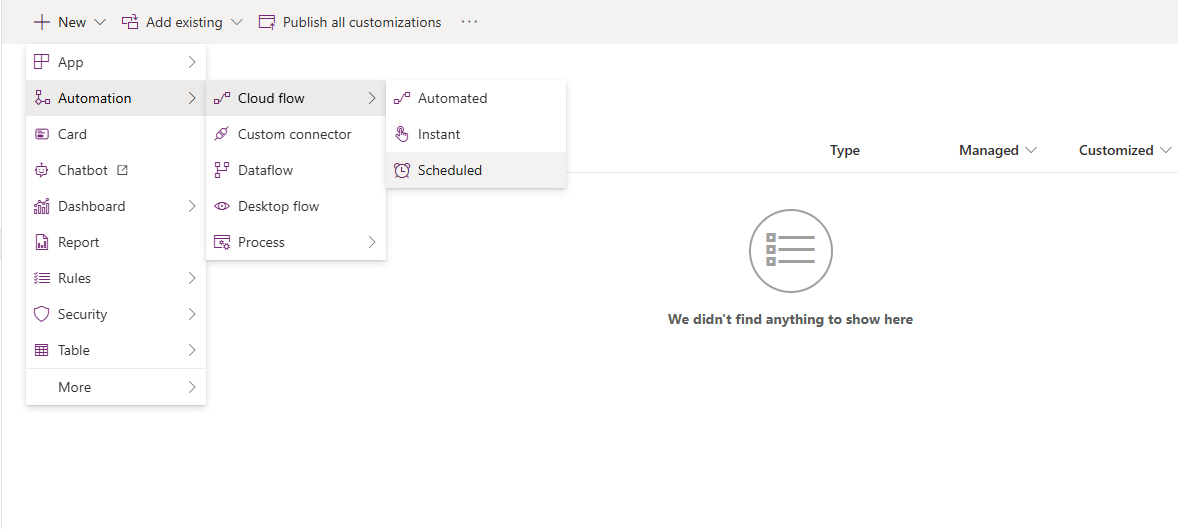 New Add existing Publish all customizations ...
App
Automation Cloud flow Automated
Card Custom connector Instant
Type Managed Customized
Chatbot Dataflow Scheduled
Dashboard Desktop flow
Report Process
Rules
Security
We didn't find anything to show here
Table
More